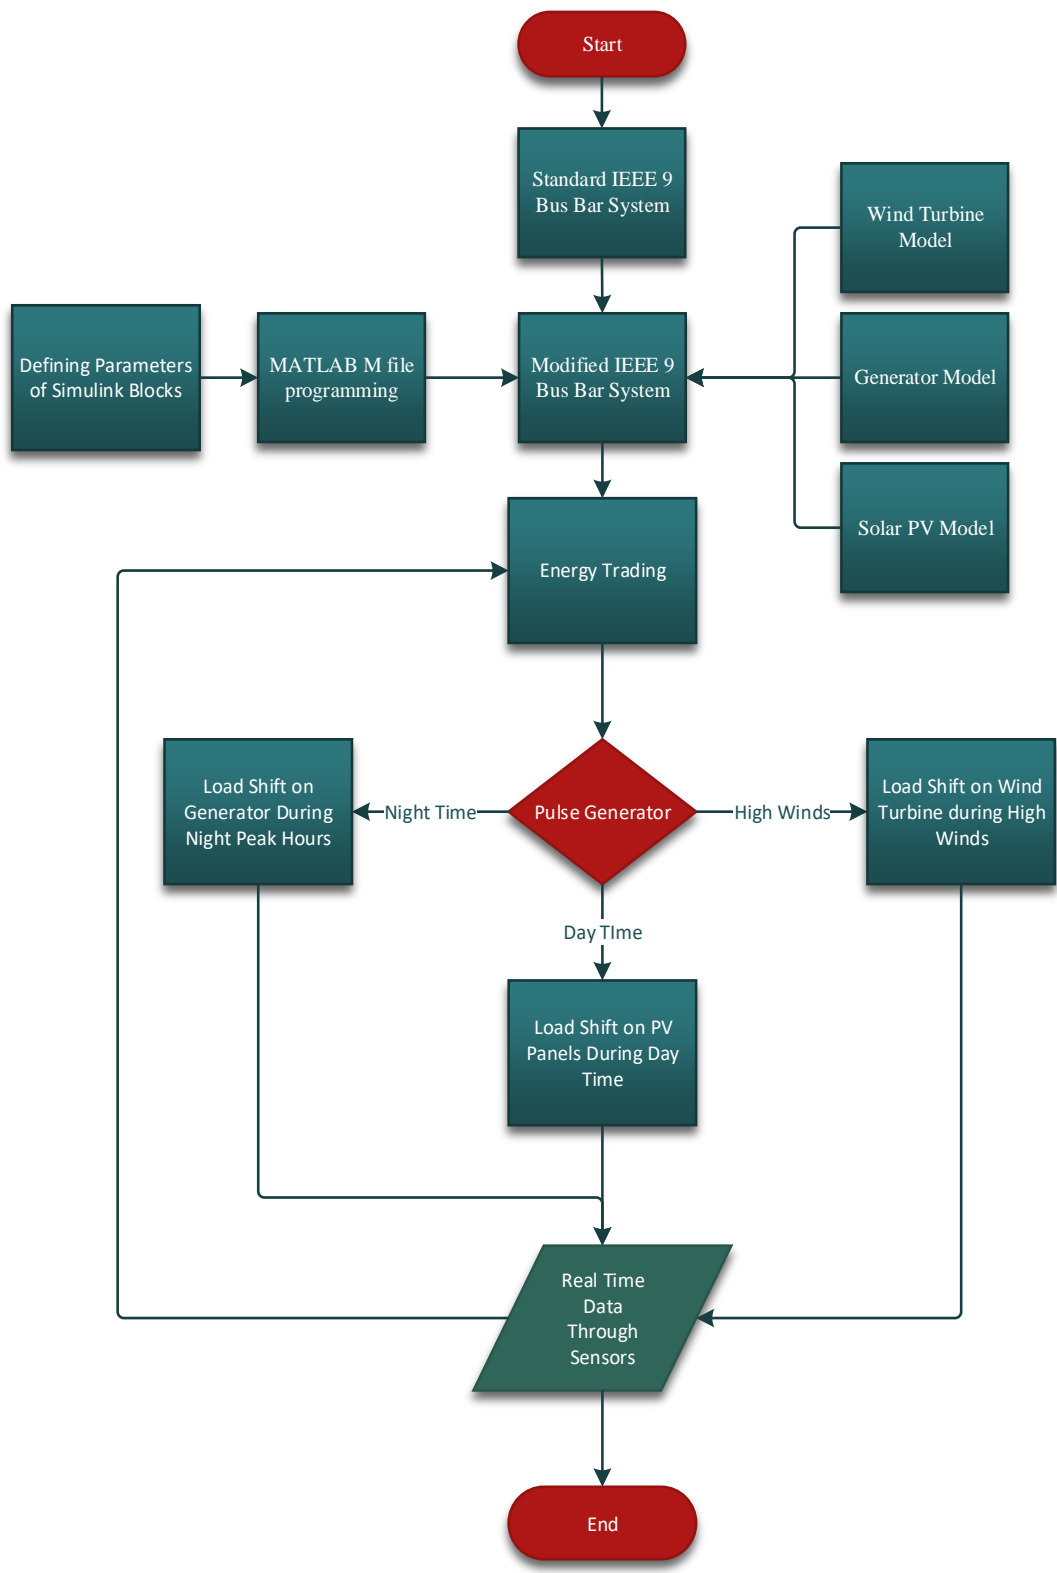 Start
Standard IEEE 9
Bus Bar System
Wind Turbine
Model
Defining Parameters
of Simulink Blocks
MATLAB M file
programming
Modified IEEE 9
Bus Bar System
Generator Model
Solar PV Model
Energy Trading
Load Shift on
Generator During
Night Peak Hours
Night Time
Pulse Generator
High Winds
Load Shift on Wind
Turbine during High
Winds
Day TIme
Load Shift on PV
Panels During Day
Time
Real Time
Data
Through
Sensors
End